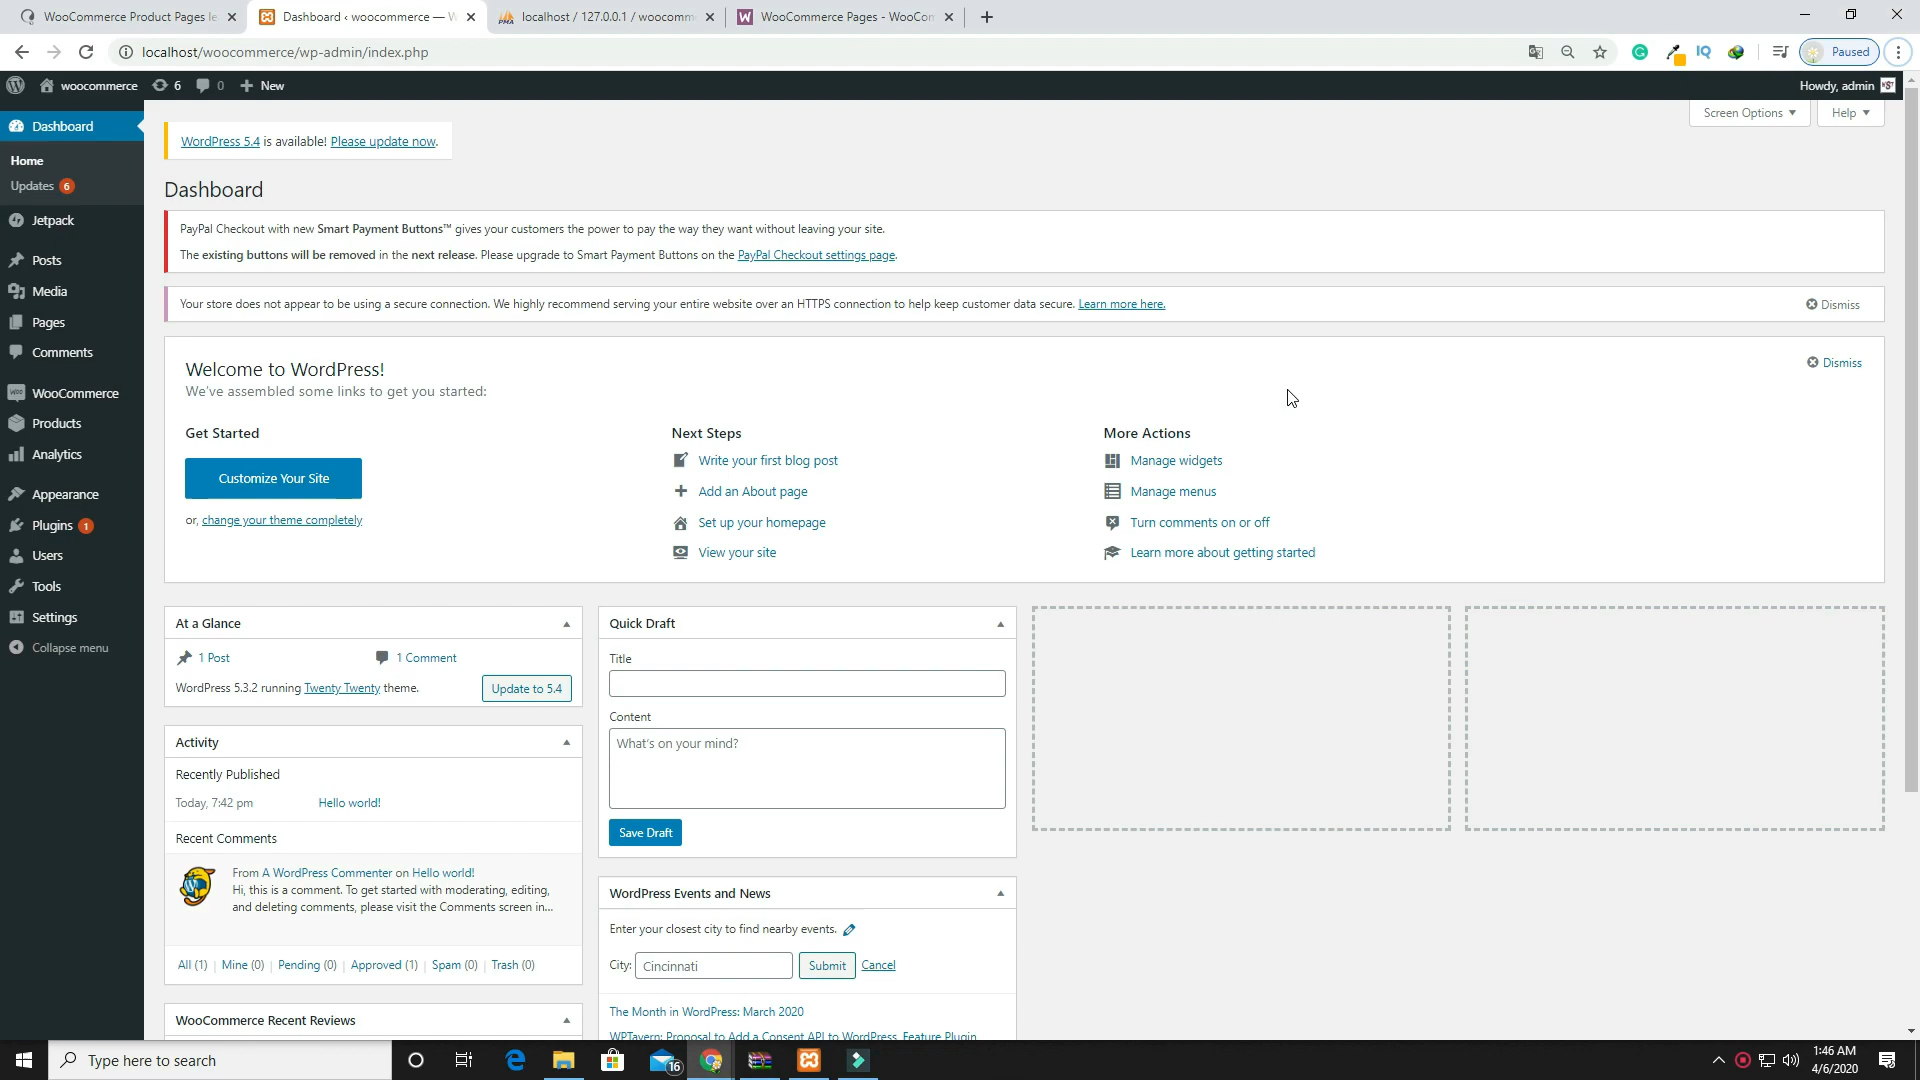 WooCommerce Product Pages le
Dashboard ‹ woocommerce — W
localhost / 127.0.0.1 / woocomm
WooCommerce Pages - WooCom
localhost/woocommerce/wp-admin/index.php
Paused
woocommerce
6
0
New
Howdy, admin
Screen Options
Help
Dashboard
Home
Updates 6
Jetpack
Posts
Media
Pages
Comments
WooCommerce
Products
Analytics
Appearance
Plugins 1
Users
Tools
Settings
Collapse menu
WordPress 5.4 is available! Please update now.
Dashboard
PayPal Checkout with new Smart Payment Buttons™ gives your customers the power to pay the way they want without leaving your site.
The existing buttons will be removed in the next release. Please upgrade to Smart Payment Buttons on the PayPal Checkout settings page.
Your store does not appear to be using a secure connection. We highly recommend serving your entire website over an HTTPS connection to help keep customer data secure. Learn more here.
Dismiss
Welcome to WordPress!
We've assembled some links to get you started:
Dismiss
Get Started
Customize Your Site
or, change your theme completely
Next Steps
Write your first blog post
Add an About page
Set up your homepage
View your site
More Actions
Manage widgets
Manage menus
Turn comments on or off
Learn more about getting started
At a Glance
1 Post
1 Comment
WordPress 5.3.2 running Twenty Twenty theme.
Update to 5.4
Activity
Recently Published
Today, 7:42 pm
Hello world!
Recent Comments
From A WordPress Commenter on Hello world!
Hi, this is a comment. To get started with moderating, editing,
and deleting comments, please visit the Comments screen in...
All (1) | Mine (0) | Pending (0) | Approved (1) | Spam (0) | Trash (0)
WooCommerce Recent Reviews
Quick Draft
Title
Content
What's on your mind?
Save Draft
WordPress Events and News
Enter your closest city to find nearby events.
City:
Cincinnati
Submit
Cancel
The Month in WordPress: March 2020
WPTavern: Proposal to Add a Consent API to WordPress, Feature Plugin
Type here to search
16
1:46 AM
4/6/2020